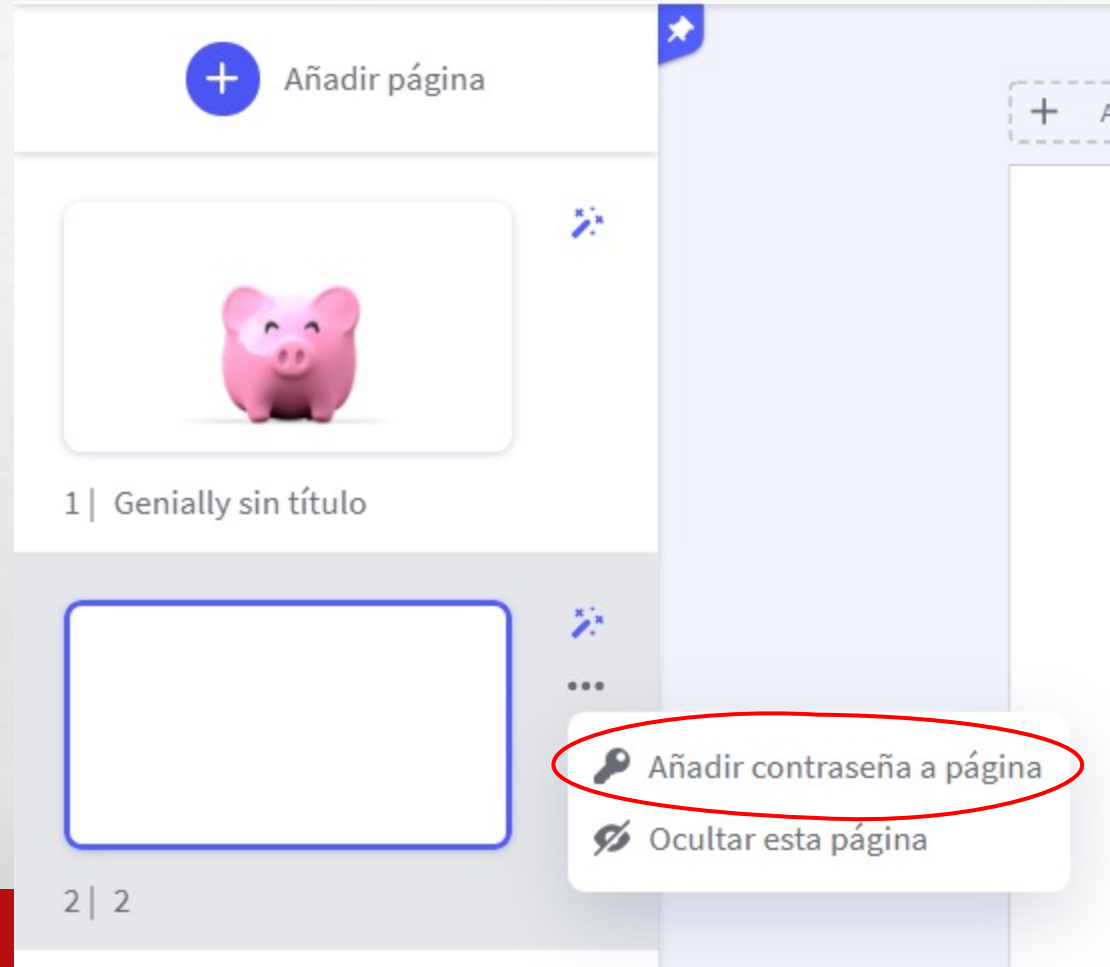 Añadir página
1| Genially sin título
Añadir contraseña a página
Ocultar esta página
2| 2